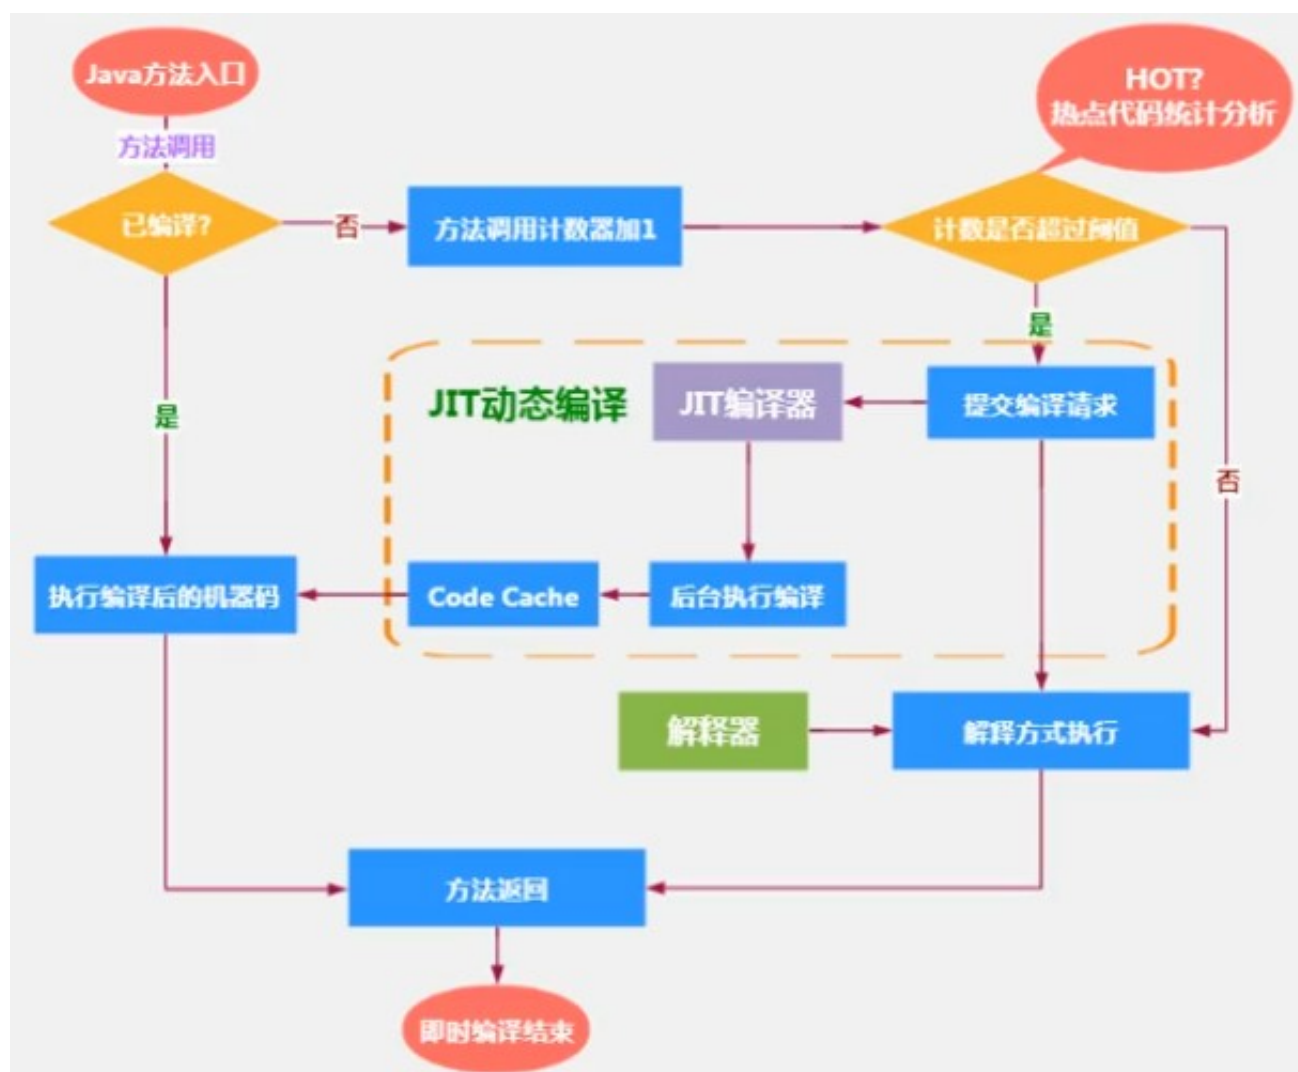 Java方法入口
HOT?
热点代码统计分析
方法调用
已编译?
否
方法调用计数器加1
计数是否超过阈值
是
JIT动态编译
JIT编译器
提交编译请求
是
否
执行编译后的机器码
Code Cache
后台执行编译
解释器
解释方式执行
方法返回
即时编译结束